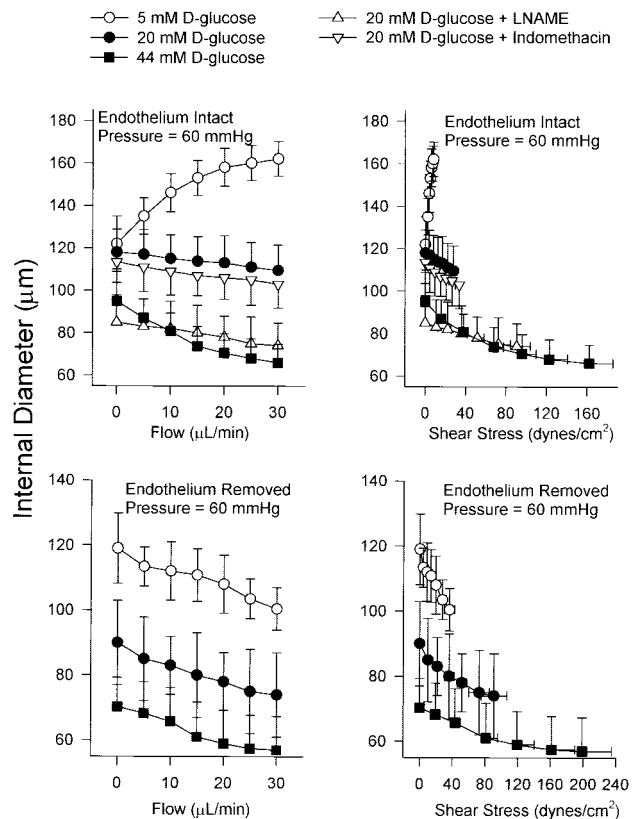 5 mM D-glucose
20 mM D-glucose
44 mM D-glucose
20 mM D-glucose + LNAME
20 mM D-glucose + Indomethacin
Internal Diameter (μm)
Endothelium Intact
Pressure = 60 mmHg
180
160
140
120
100
80
60
0 10 20 30
Flow (μL/min)
Endothelium Intact
Pressure = 60 mmHg
180
160
140
120
100
80
60
0 40 80 120 160
Shear Stress (dynes/cm²)
Endothelium Removed
Pressure = 60 mmHg
140
120
100
80
60
0 10 20 30
Flow (μL/min)
Endothelium Removed
Pressure = 60 mmHg
140
120
100
80
60
0 40 80 120 160 200 240
Shear Stress (dynes/cm²)